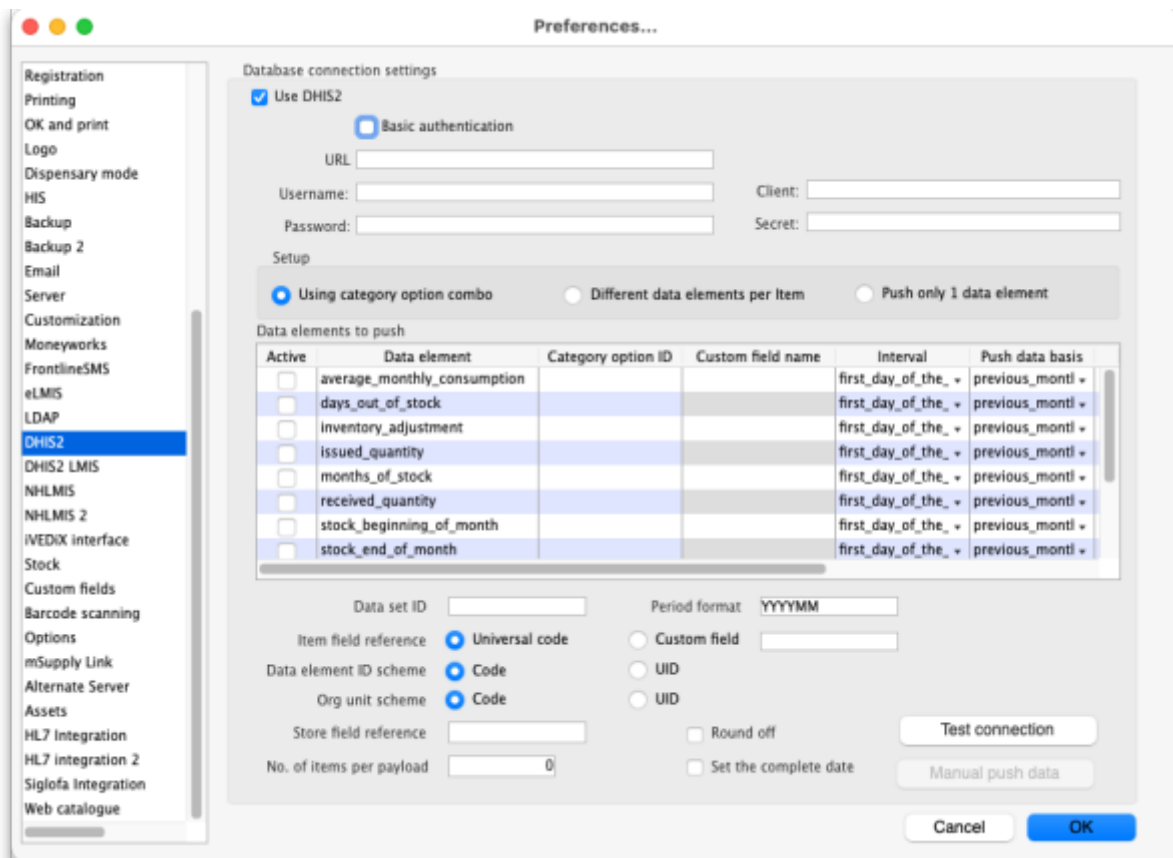 Preferences...
Registration
Printing
OK and print
Logo
Dispensary mode
HIS
Backup
Backup 2
Email
Server
Customization
Moneyworks
FrontlineSMS
eLMIS
LDAP
DHIS2
DHIS2 LMIS
NHLMIS
NHLMIS 2
iVEDiX interface
Stock
Custom fields
Barcode scanning
Options
mSupply Link
Alternate Server
Assets
HL7 Integration
HL7 integration 2
Siglofa Integration
Web catalogue
Database connection settings
Use DHIS2
Basic authentication
URL
Username: Client:
Password: Secret:
Setup
Using category option combo Different data elements per Item Push only 1 data element
Data elements to push
Active Data element Category option ID Custom field name Interval Push data basis
average_monthly_consumption first_day_of_the_ previous_montl
days_out_of_stock first_day_of_the_ previous_montl
inventory_adjustment first_day_of_the_ previous_montl
issued_quantity first_day_of_the_ previous_montl
months_of_stock first_day_of_the_ previous_montl
received_quantity first_day_of_the_ previous_montl
stock_beginning_of_month first_day_of_the_ previous_montl
stock_end_of_month first_day_of_the_ previous_montl
Data set ID Period format YYYYMM
Item field reference Universal code Custom field
Data element ID scheme Code UID
Org unit scheme Code UID
Store field reference Round off Test connection
No. of items per payload 0 Set the complete date Manual push data
Cancel OK